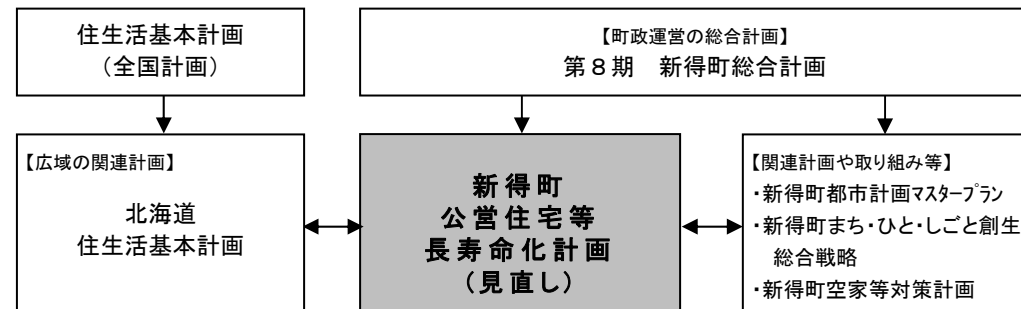 住生活基本計画
（全国計画）
【町政運営の総合計画】
第８期　新得町総合計画
【広域の関連計画】
北海道
住生活基本計画
新得町
公営住宅等
長寿命化計画
（見直し）
【関連計画や取り組み等】
・新得町都市計画マスタープラン
・新得町まち・ひと・しごと創生
総合戦略
・新得町空家等対策計画